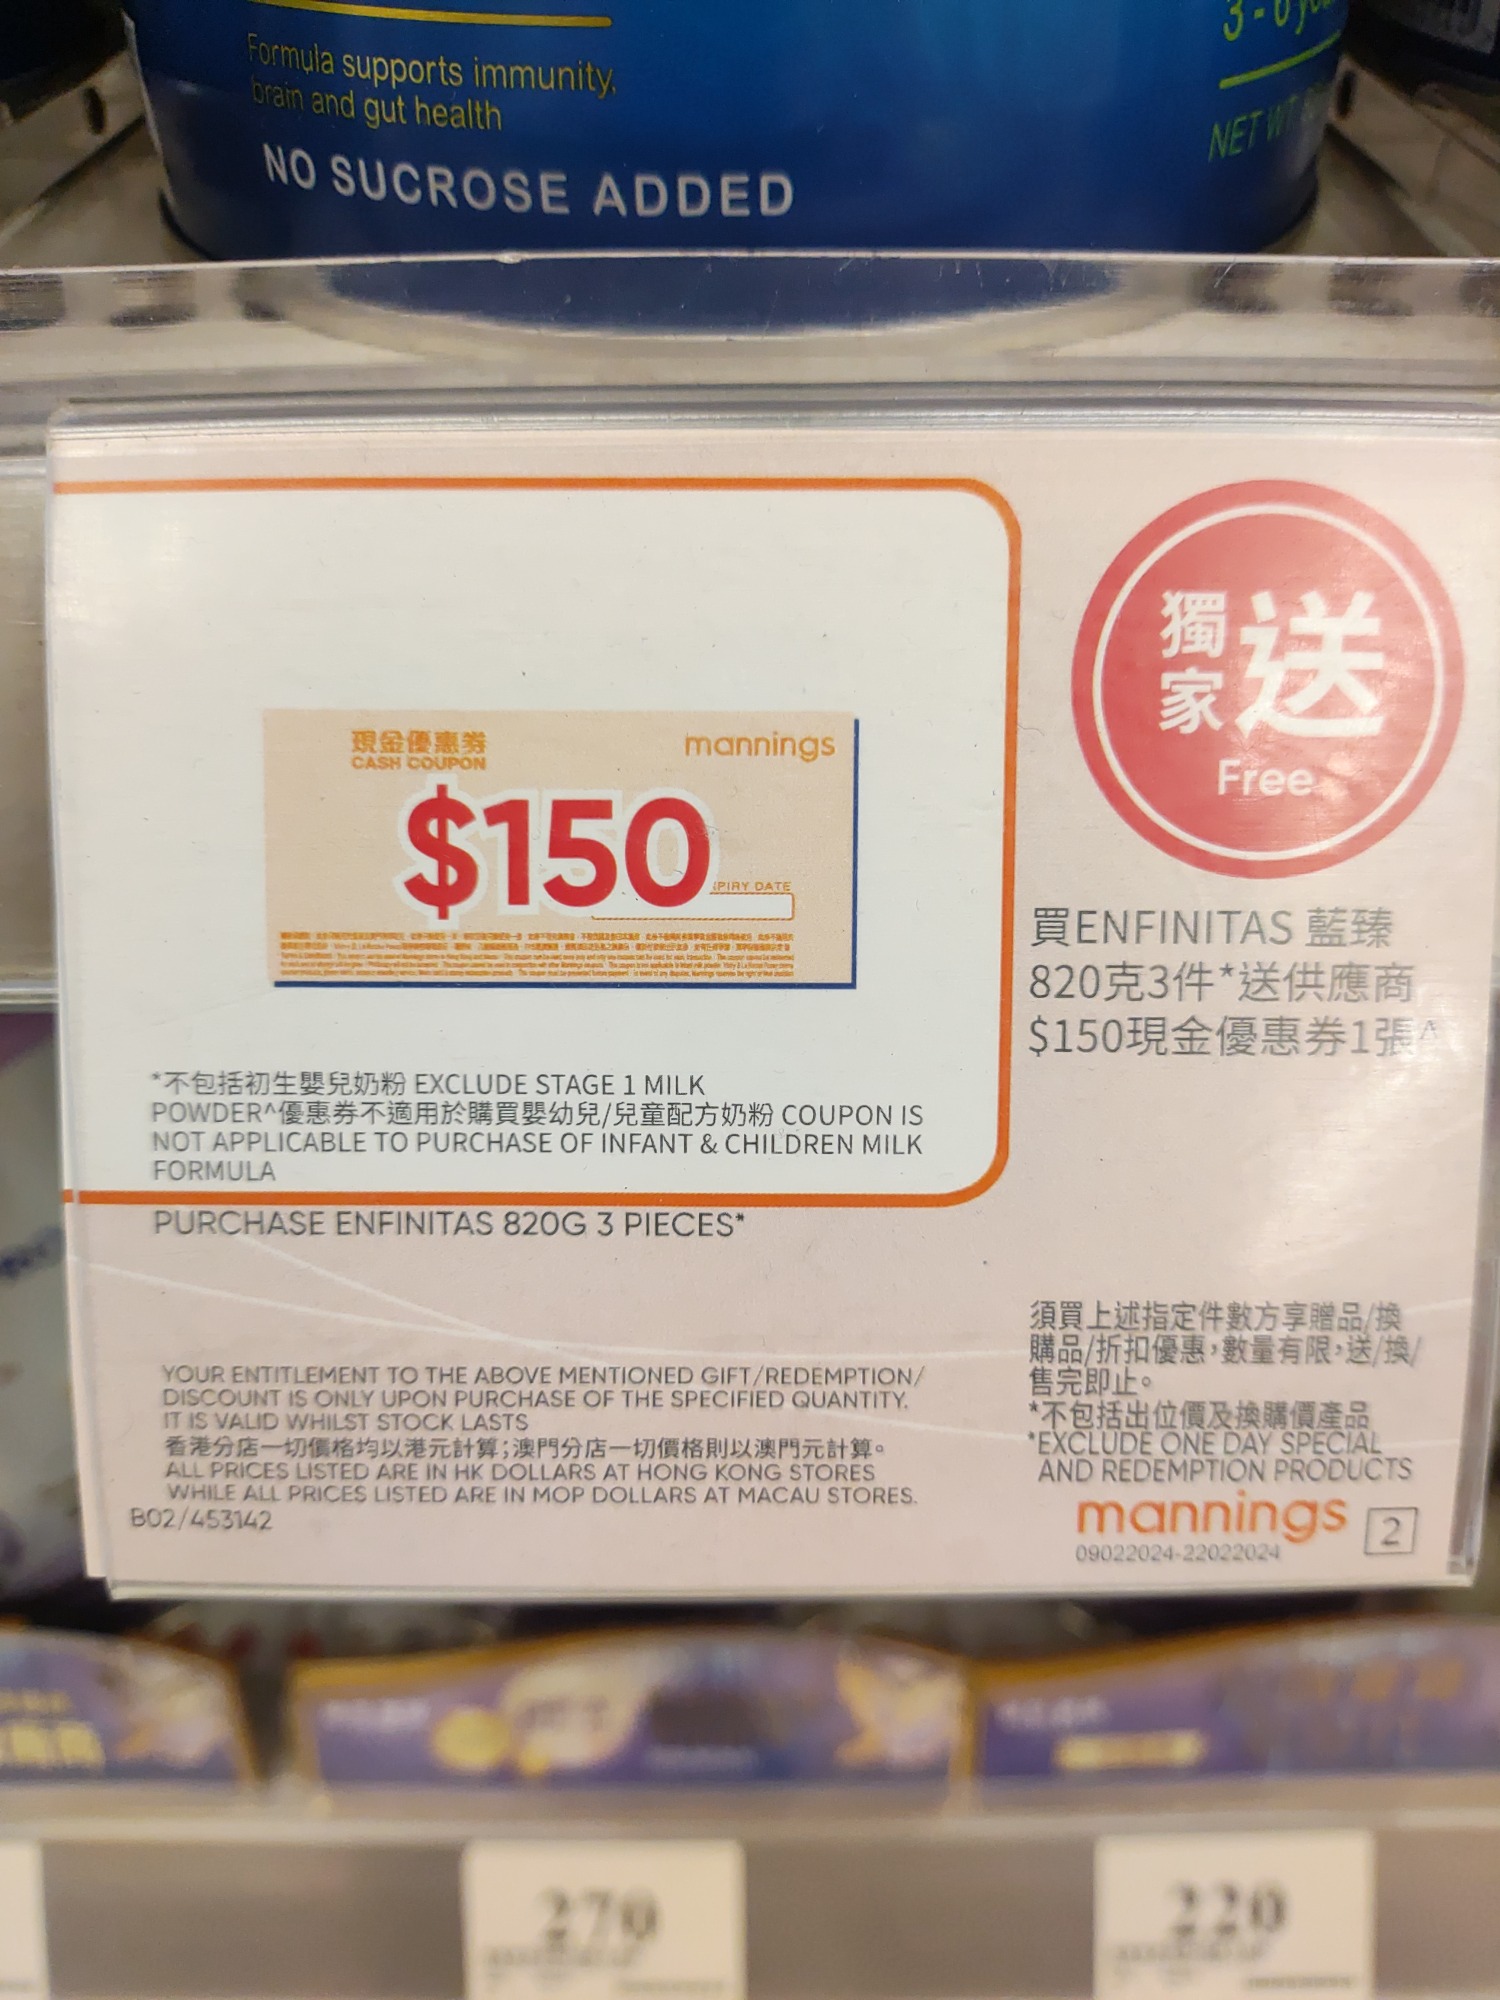 Formula supports immunity,
brain and gut health
NO SUCROSE ADDED
NET WT
現金優惠券
CASH COUPON
mannings
$150
PIRY DATE
獨家送
Free
買ENFINITAS 藍臻
820克3件*送供應商
$150現金優惠券1張^
*不包括初生嬰兒奶粉 EXCLUDE STAGE 1 MILK
POWDER^優惠券不適用於購買嬰幼兒/兒童配方奶粉 COUPON IS
NOT APPLICABLE TO PURCHASE OF INFANT & CHILDREN MILK
FORMULA
PURCHASE ENFINITAS 820G 3 PIECES*
YOUR ENTITLEMENT TO THE ABOVE MENTIONED GIFT/REDEMPTION/
DISCOUNT IS ONLY UPON PURCHASE OF THE SPECIFIED QUANTITY.
IT IS VALID WHILST STOCK LASTS
香港分店一切價格均以港元計算;澳門分店一切價格則以澳門元計算。
ALL PRICES LISTED ARE IN HK DOLLARS AT HONG KONG STORES
WHILE ALL PRICES LISTED ARE IN MOP DOLLARS AT MACAU STORES.
B02/453142
須買上述指定件數方享贈品/換
購品/折扣優惠,數量有限,送/換/
售完即止。
*不包括出位價及換購價產品
*EXCLUDE ONE DAY SPECIAL
AND REDEMPTION PRODUCTS
mannings 2
09022024-22022024
270
220